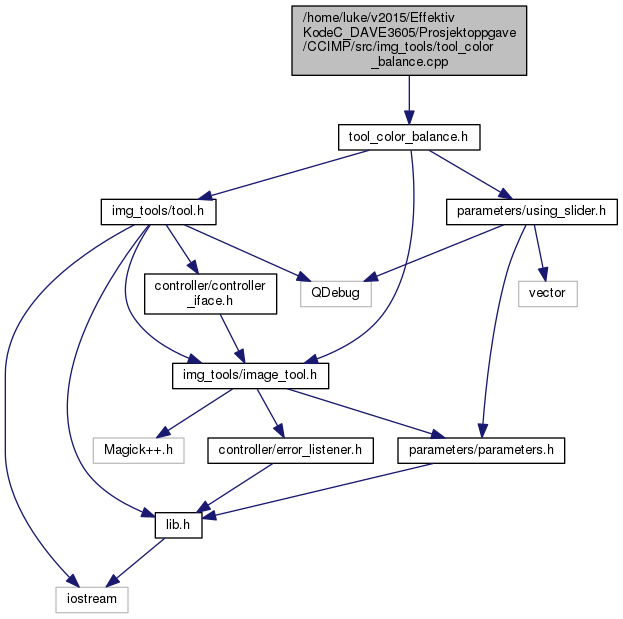 /home/luke/v2015/Effektiv
KodeC_DAVE3605/Prosjektoppgave
/CCIMP/src/img_tools/tool_color
_balance.cpp
tool_color_balance.h
img_tools/tool.h
parameters/using_slider.h
controller/controller
_iface.h
QDebug
vector
img_tools/image_tool.h
Magick++.h
controller/error_listener.h
parameters/parameters.h
lib.h
iostream